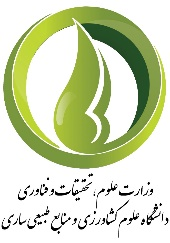 وزارت علوم، تحقیقات و فناوری
دانشگاه علوم کشاورزی و منابع طبیعی ساری